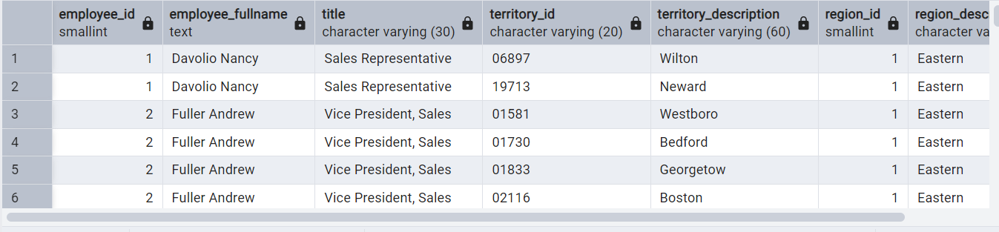 employee_id employee_fullname title territory_id territory_description region_id region_desc
smallint text character varying (30) character varying (20) character varying (60) smallint character va
1 1 Davolio Nancy Sales Representative 06897 Wilton 1 Eastern
2 1 Davolio Nancy Sales Representative 19713 Neward 1 Eastern
3 2 Fuller Andrew Vice President, Sales 01581 Westboro 1 Eastern
4 2 Fuller Andrew Vice President, Sales 01730 Bedford 1 Eastern
5 2 Fuller Andrew Vice President, Sales 01833 Georgetow 1 Eastern
6 2 Fuller Andrew Vice President, Sales 02116 Boston 1 Eastern